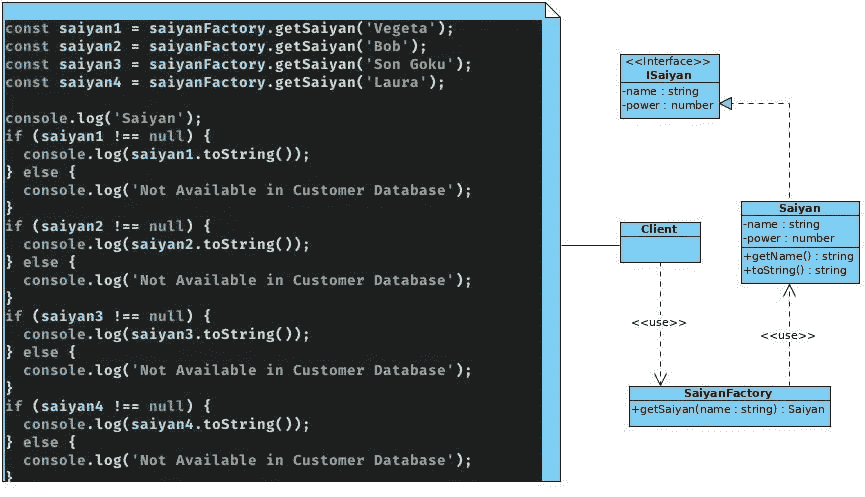 const saiyan1 = saiyanFactory.getSaiyan('Vegeta');
const saiyan2 = saiyanFactory.getSaiyan('Bob');
const saiyan3 = saiyanFactory.getSaiyan('Son Goku');
const saiyan4 = saiyanFactory.getSaiyan('Laura');
console.log('Saiyan');
if (saiyan1 !== null) {
console.log(saiyan1.toString());
} else {
console.log('Not Available in Customer Database');
}
if (saiyan2 !== null) {
console.log(saiyan2.toString());
} else {
console.log('Not Available in Customer Database');
}
if (saiyan3 !== null) {
console.log(saiyan3.toString());
} else {
console.log('Not Available in Customer Database');
}
if (saiyan4 !== null) {
console.log(saiyan4.toString());
} else {
console.log('Not Available in Customer Database');
}
<<Interface>>
ISaiyan
-name : string
-power : number
Saiyan
-name : string
-power : number
+getName() : string
+toString() : string
Client
<<use>>
<<use>>
SaiyanFactory
+getSaiyan(name : string) : Saiyan